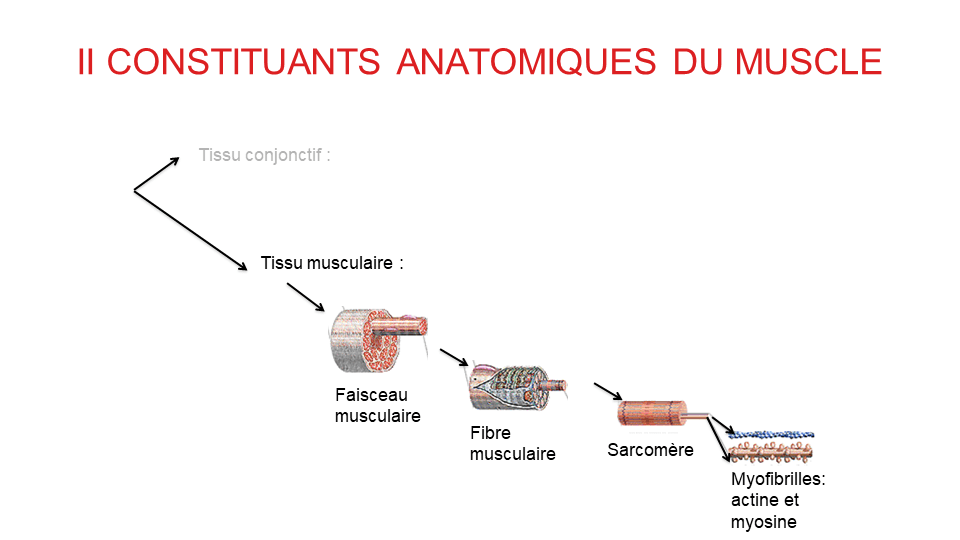 II CONSTITUANTS ANATOMIQUES DU MUSCLE
Tissu conjonctif :
Tissu musculaire :
Faisceau
musculaire
Fibre
musculaire
Sarcomère
Myofibrilles:
actine et
myosine